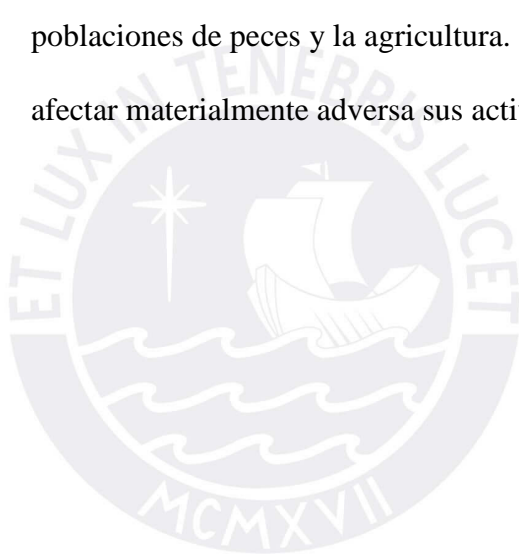 poblaciones de peces y la agricultura.
afectar materialmente adversa sus acti
ET LUX IN TENEBRIS LUCET
MCMXVII